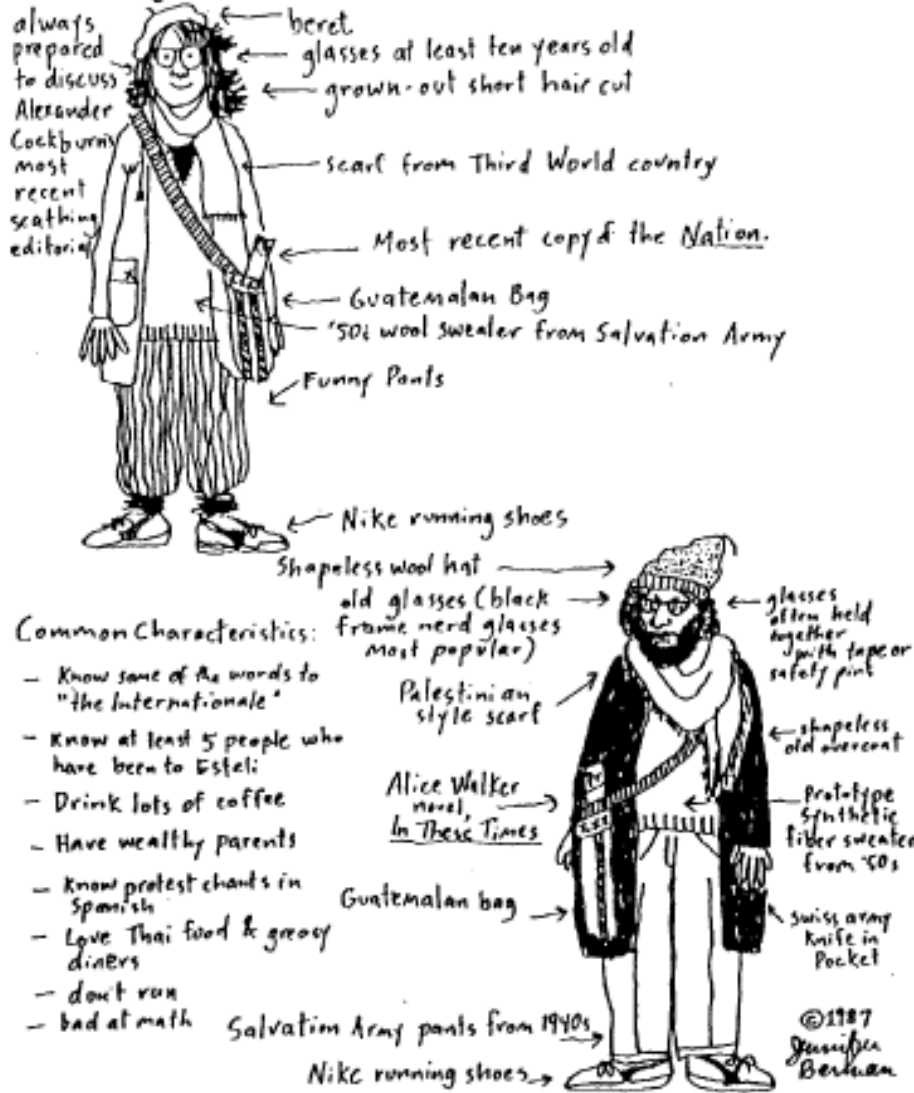 always
prepared
to discuss
Alexander
Cockburn's
most
recent
scathing
editorial
beret
glasses at least ten years old
grown-out short hair cut
scarf from Third World country
Most recent copy of the Nation.
Guatemalan Bag
'50s wool sweater from Salvation Army
Funny Pants
Nike running shoes
Shapeless wool hat
old glasses (black
frame nerd glasses
most popular)
glasses
often held
together
with tape or
safety pins
Palestinian
style scarf
shapeless
old overcoat
Alice Walker
novel,
In These Times
Prototype
synthetic
fiber sweater
from '50s
Guatemalan bag
swiss army
knife in
pocket
Salvation Army pants from 1940s
Nike running shoes
Common Characteristics:
- Know some of the words to
"the Internationale"
- Know at least 5 people who
have been to Esteli
- Drink lots of coffee
- Have wealthy parents
- Know protest chants in
Spanish
- Love Thai food & greasy
diners
- don't run
- bad at math
©1987
Jennifer
Berman